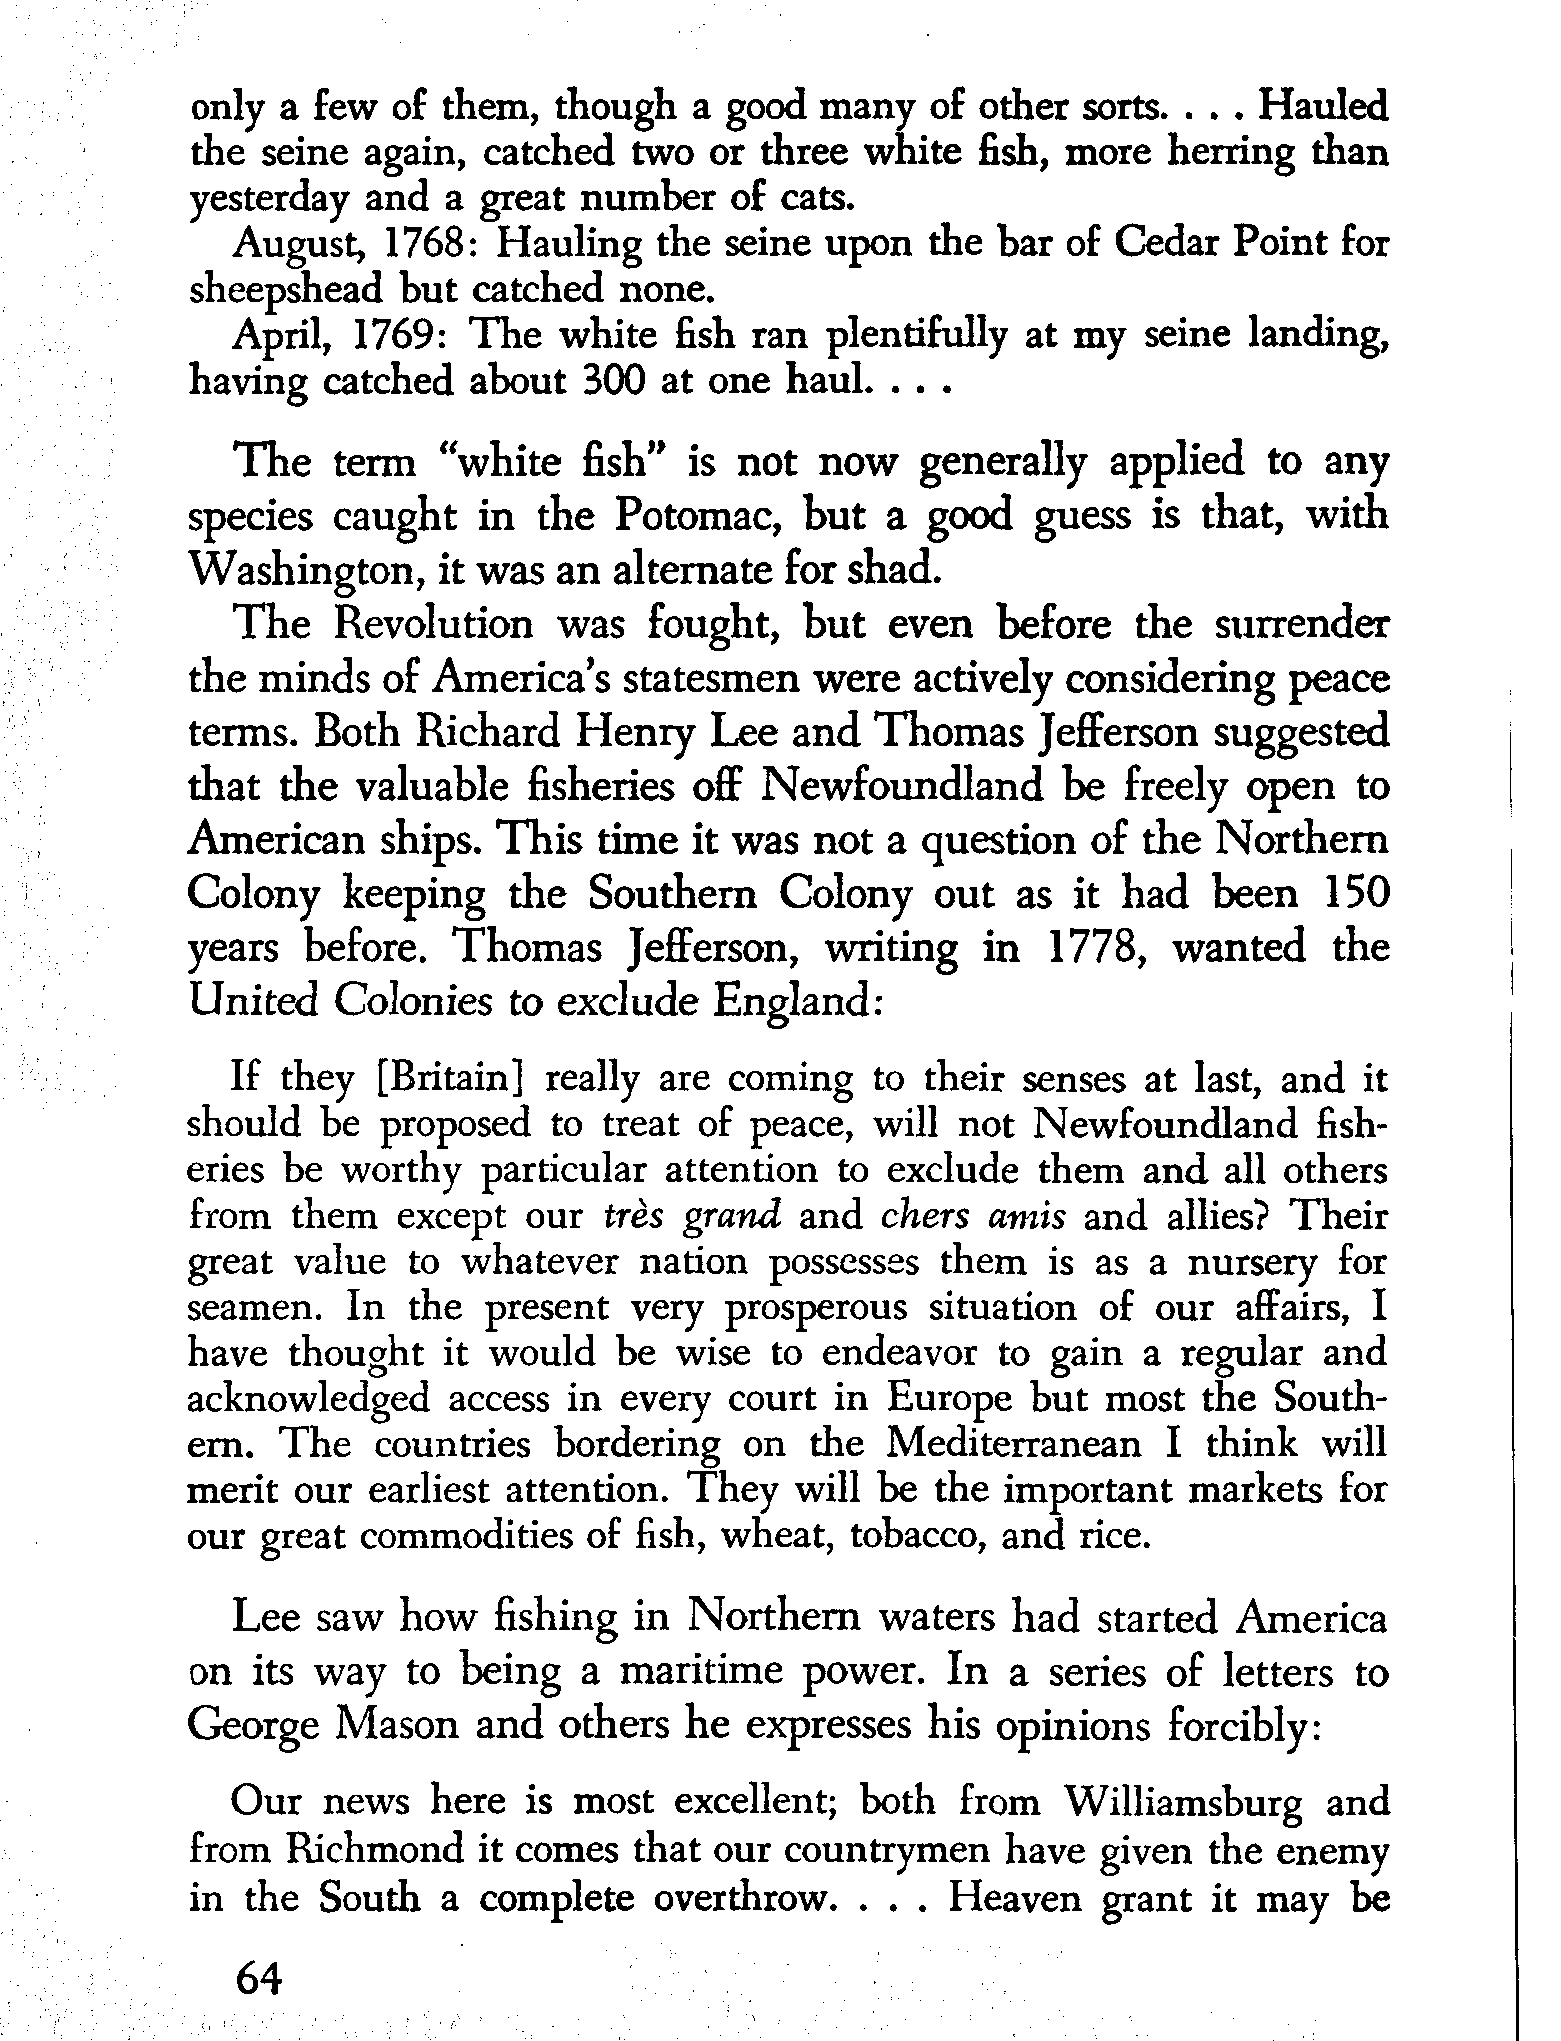 only a few of them, though a good many of other sorts. . . . Hauled
the seine again, catched two or three white fish, more herring than
yesterday and a great number of cats.
August, 1768: Hauling the seine upon the bar of Cedar Point for
sheepshead but catched none.
April, 1769: The white fish ran plentifully at my seine landing,
having catched about 300 at one haul. . . .
The term "white fish" is not now generally applied to any
species caught in the Potomac, but a good guess is that, with
Washington, it was an alternate for shad.
The Revolution was fought, but even before the surrender
the minds of America's statesmen were actively considering peace
terms. Both Richard Henry Lee and Thomas Jefferson suggested
that the valuable fisheries off Newfoundland be freely open to
American ships. This time it was not a question of the Northern
Colony keeping the Southern Colony out as it had been 150
years before. Thomas Jefferson, writing in 1778, wanted the
United Colonies to exclude England:
If they [Britain] really are coming to their senses at last, and it
should be proposed to treat of peace, will not Newfoundland fish-
eries be worthy particular attention to exclude them and all others
from them except our très grand and chers amis and allies? Their
great value to whatever nation possesses them is as a nursery for
seamen. In the present very prosperous situation of our affairs, I
have thought it would be wise to endeavor to gain a regular and
acknowledged access in every court in Europe but most the South-
ern. The countries bordering on the Mediterranean I think will
merit our earliest attention. They will be the important markets for
our great commodities of fish, wheat, tobacco, and rice.
Lee saw how fishing in Northern waters had started America
on its way to being a maritime power. In a series of letters to
George Mason and others he expresses his opinions forcibly:
Our news here is most excellent; both from Williamsburg and
from Richmond it comes that our countrymen have given the enemy
in the South a complete overthrow. . . . Heaven grant it may be
64